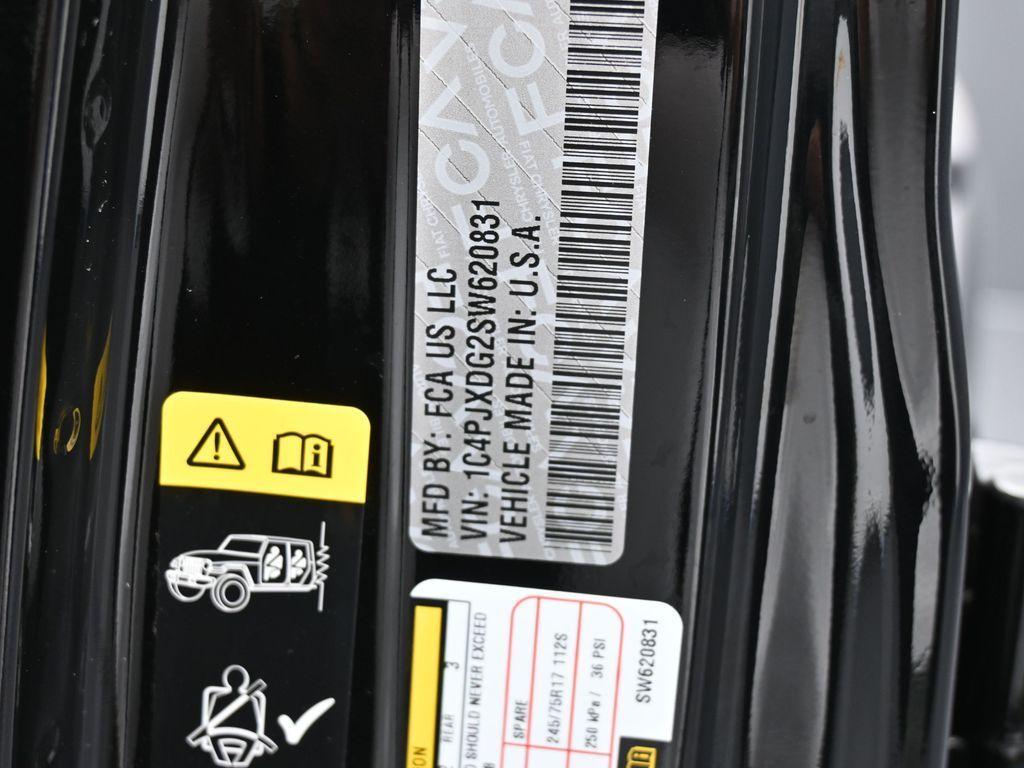 MFD BY: FCA US LLC
VIN: 1C4PJXDG2SW620831
VEHICLE MADE IN: U.S.A.
REAR 3
SHOULD NEVER EXCEED
SPARE
245/75R17 112S
250 kPa / 36 PSI
SW620831